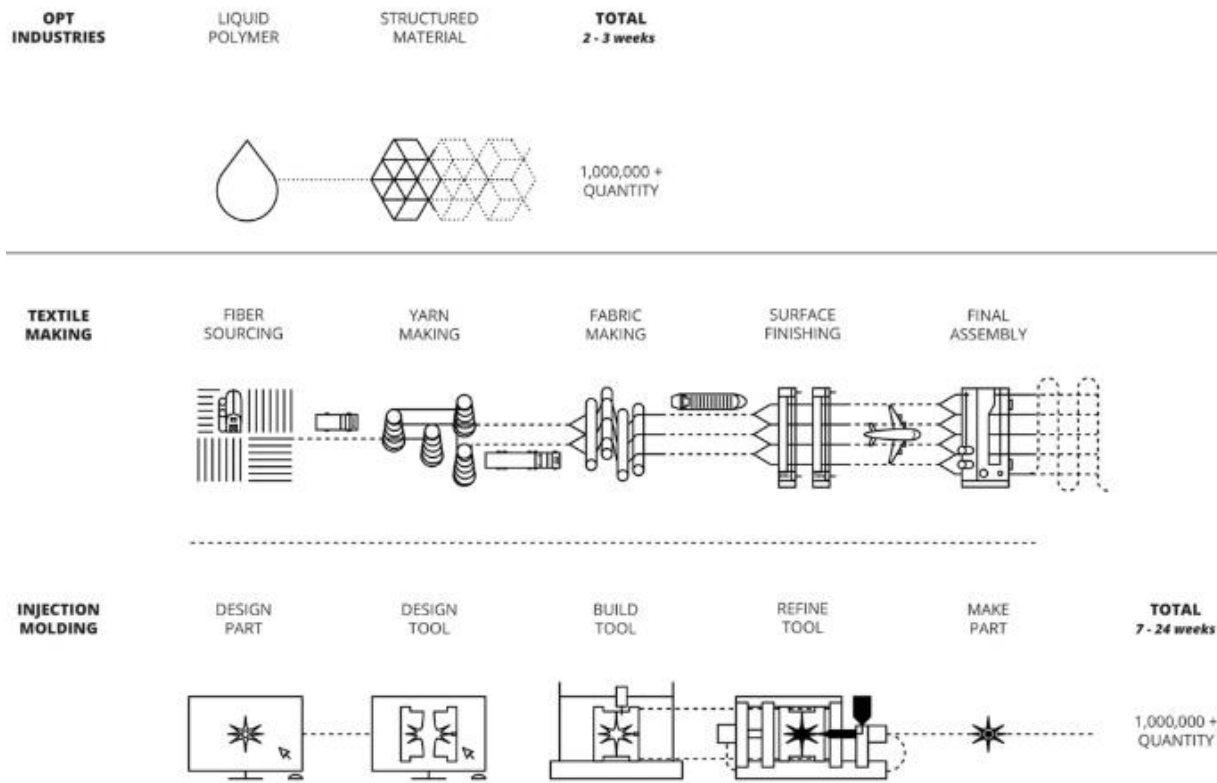 OPT
INDUSTRIES
LIQUID
POLYMER
STRUCTURED
MATERIAL
TOTAL
2 - 3 weeks
1,000,000 +
QUANTITY
TEXTILE
MAKING
FIBER
SOURCING
YARN
MAKING
FABRIC
MAKING
SURFACE
FINISHING
FINAL
ASSEMBLY
INJECTION
MOLDING
DESIGN
PART
DESIGN
TOOL
BUILD
TOOL
REFINE
TOOL
MAKE
PART
TOTAL
7 - 24 weeks
1,000,000 +
QUANTITY